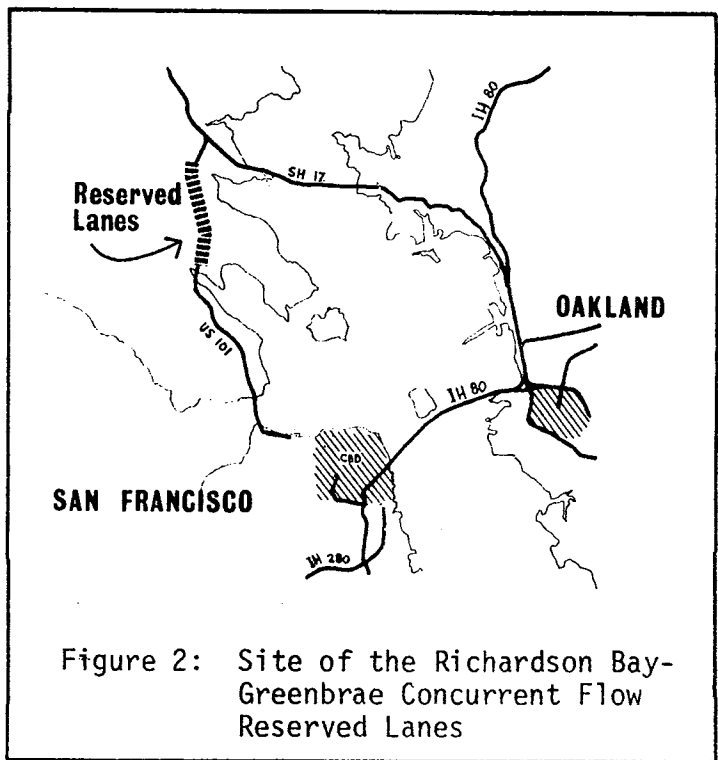 IH 80
SH 17
Reserved
Lanes
OAKLAND
US 101
IH 80
CBD
SAN FRANCISCO
IH 280
Figure 2: Site of the Richardson Bay-
Greenbrae Concurrent Flow
Reserved Lanes